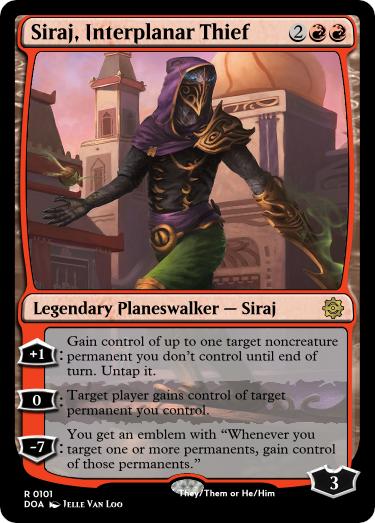 Siraj, Interplanar Thief 2
Legendary Planeswalker — Siraj
+1: Gain control of up to one target noncreature
permanent you don't control until end of
turn. Untap it.
0: Target player gains control of target
permanent you control.
-7: You get an emblem with “Whenever you
target one or more permanents, gain control
of those permanents.”
3
R 0101
They/Them or He/Him
DOA Jelle Van Loo